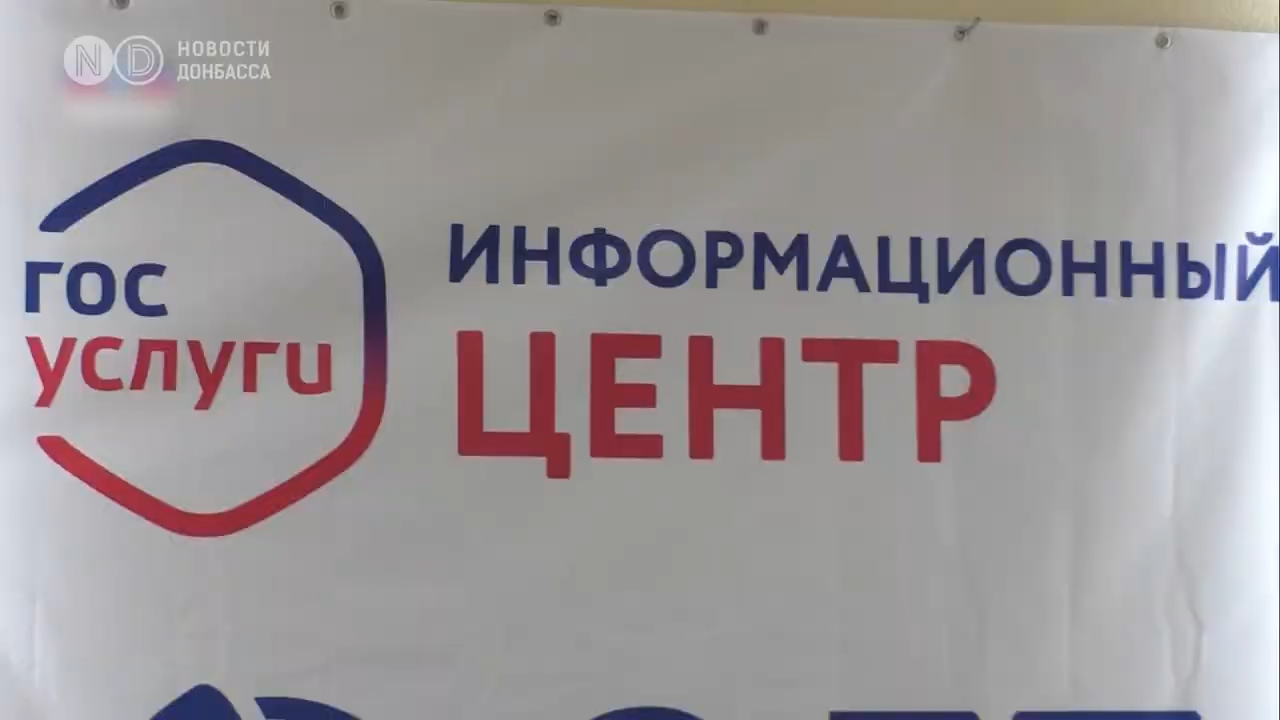 НОВОСТИ
ДОНБАССА
ИНФОРМАЦИОННЫЙ
гос
услуги
ЦЕНТР